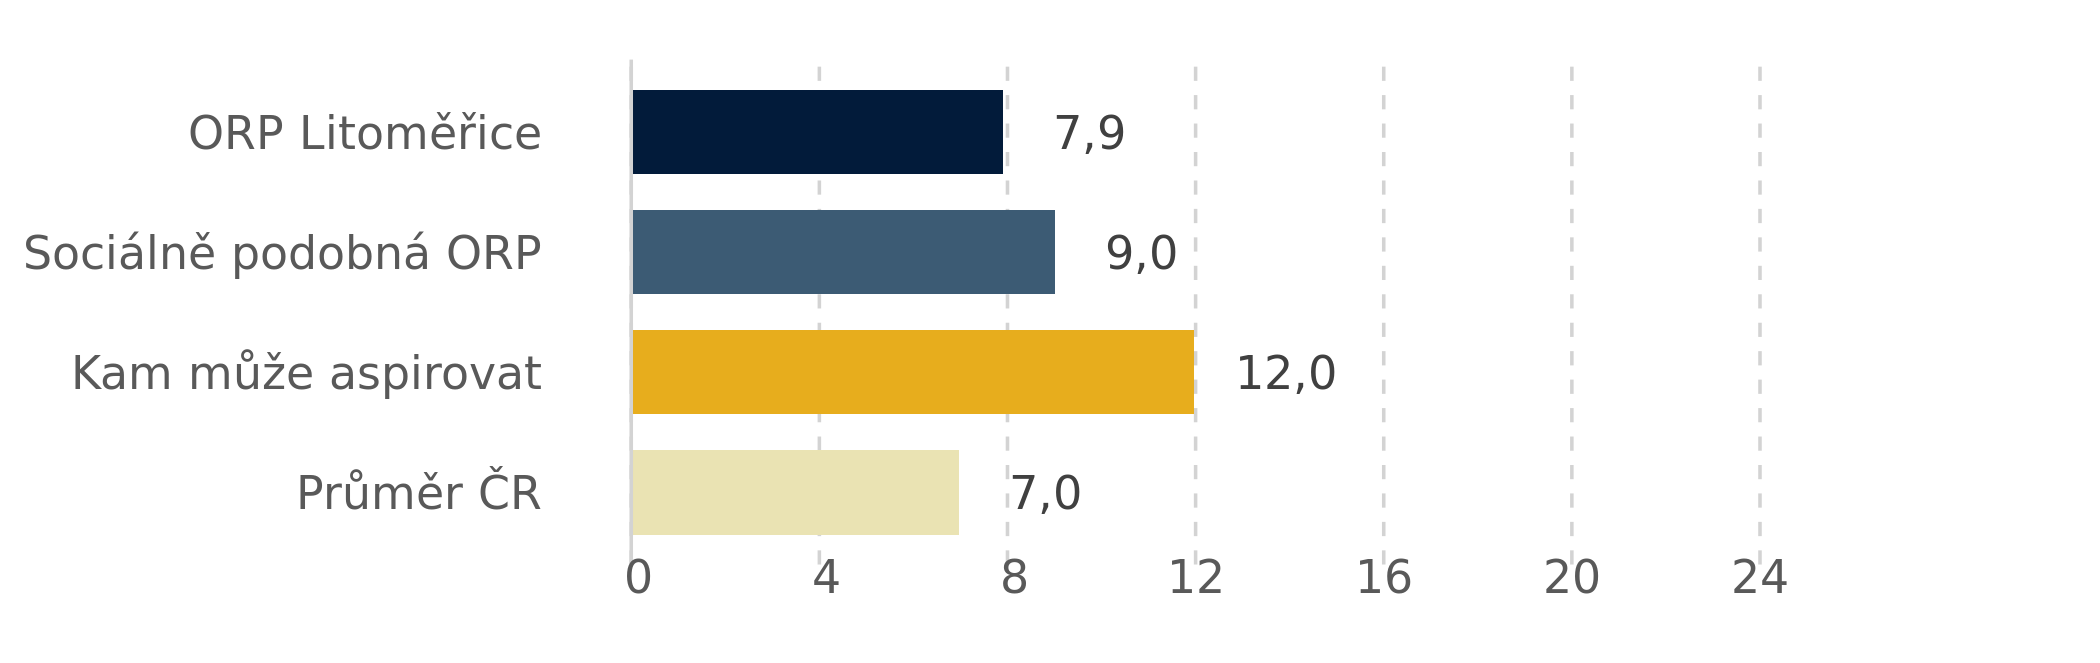 ORP Litoměřice 7,9
Sociálně podobná ORP 9,0
Kam může aspirovat 12,0
Průměr ČR 7,0
0 4 8 12 16 20 24